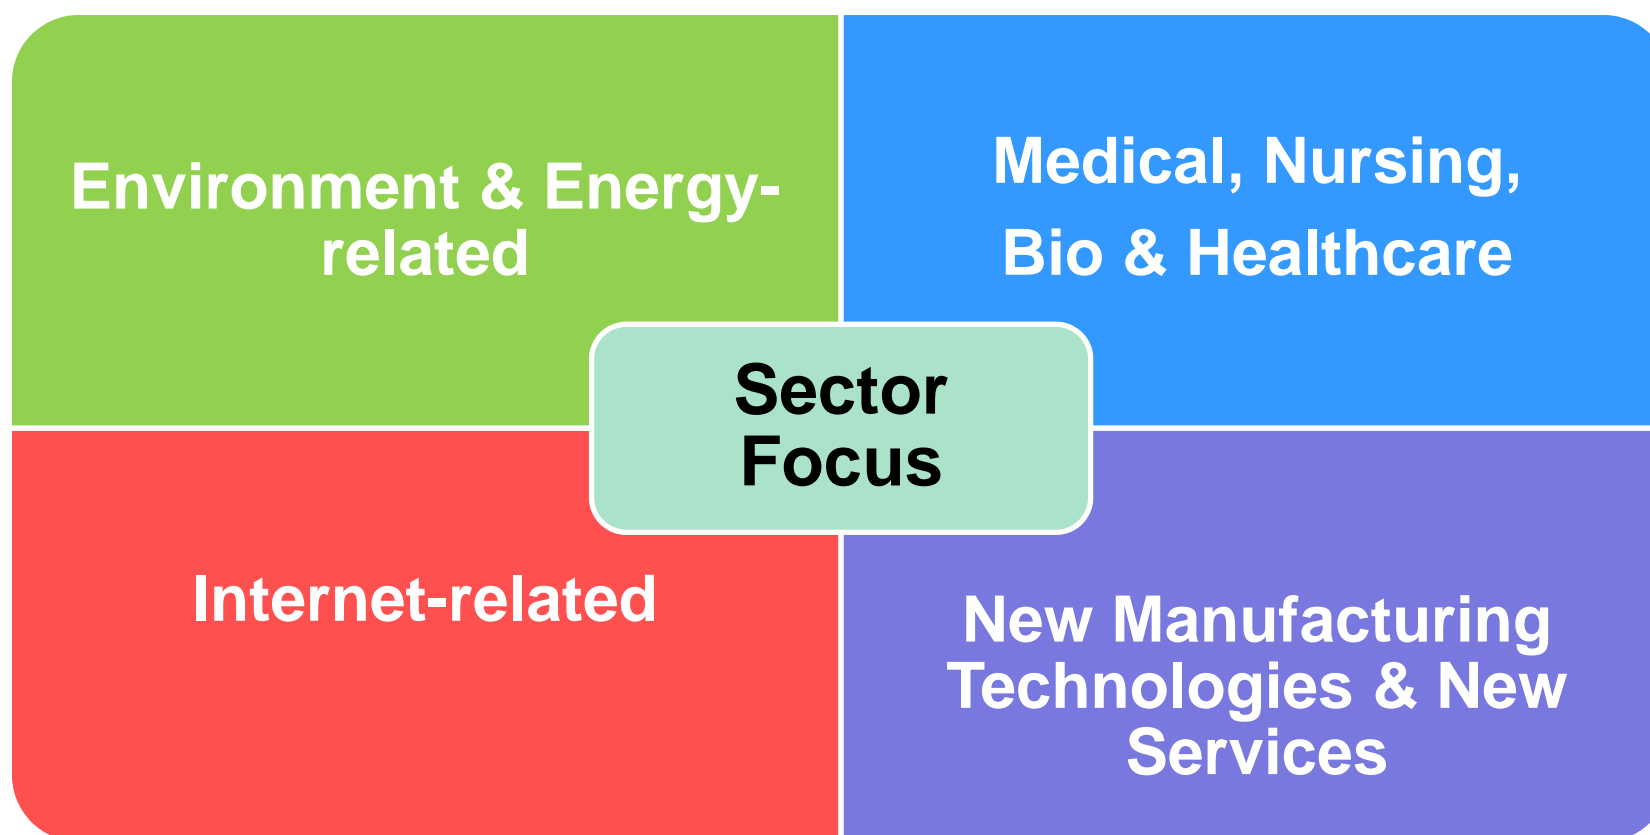 Environment & Energy-
related
Medical, Nursing,
Bio & Healthcare
Sector
Focus
Internet-related
New Manufacturing
Technologies & New
Services